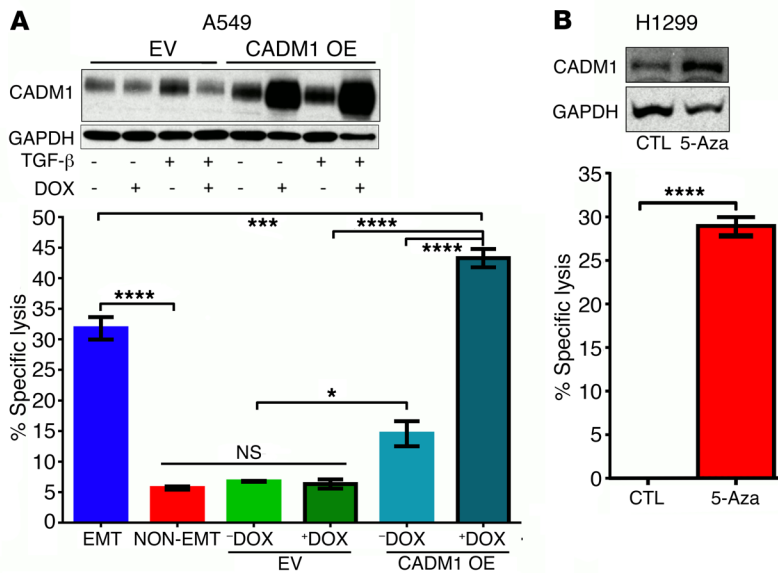 A
A549
EV CADM1 OE
CADM1
GAPDH
TGF-β - - + + - - + +
DOX - + - + - + - +
% Specific lysis
50
45
40
35
30
25
20
15
10
5
0
*** ****
****
****
*
NS
EMT NON-EMT -DOX +DOX -DOX +DOX
EV CADM1 OE
B
H1299
CADM1
GAPDH
CTL 5-Aza
% Specific lysis
35
30
25
20
15
10
5
0
****
CTL 5-Aza